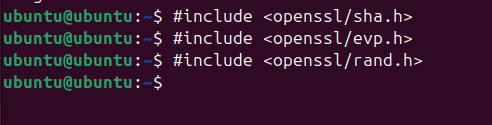 ubuntu@ubuntu:~$ #include <openssl/sha.h>
ubuntu@ubuntu:~$ #include <openssl/evp.h>
ubuntu@ubuntu:~$ #include <openssl/rand.h>
ubuntu@ubuntu:~$